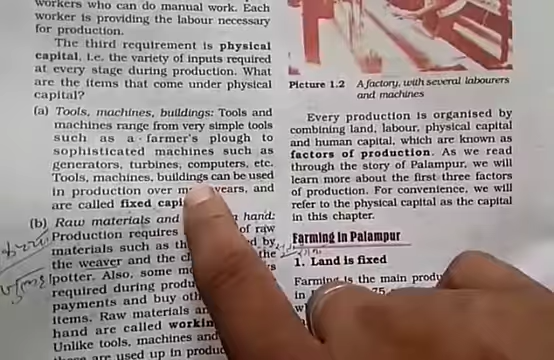 workers who can do manual work. Each
worker is providing the labour necessary
for production.
The third requirement is physical
capital, i.e. the variety of inputs required
at every stage during production. What
are the items that come under physical
capital?
(a) Tools, machines, buildings: Tools and
machines range from very simple tools
such as a farmer's plough to
sophisticated machines such as
generators, turbines, computers, etc.
Tools, machines, buildings can be used
in production over years, and
are called fixed
(b) Raw materials and hand:
Production requires of raw
materials such as the by
the weaver and the the
potter. Also, some
required during
payments and buy
items. Raw materials
hand are called
Unlike tools, machines and
these are used up in
Picture 1.2 A factory, with several labourers
and machines
Every production is organised by
combining land, labour, physical capital
and human capital, which are known as
factors of production. As we read
through the story of Palampur, we will
learn more about the first three factors
of production. For convenience, we will
refer to the physical capital as the capital
in this chapter.
Farming in Palampur
1. Land is fixed
Farming is the main
in 75